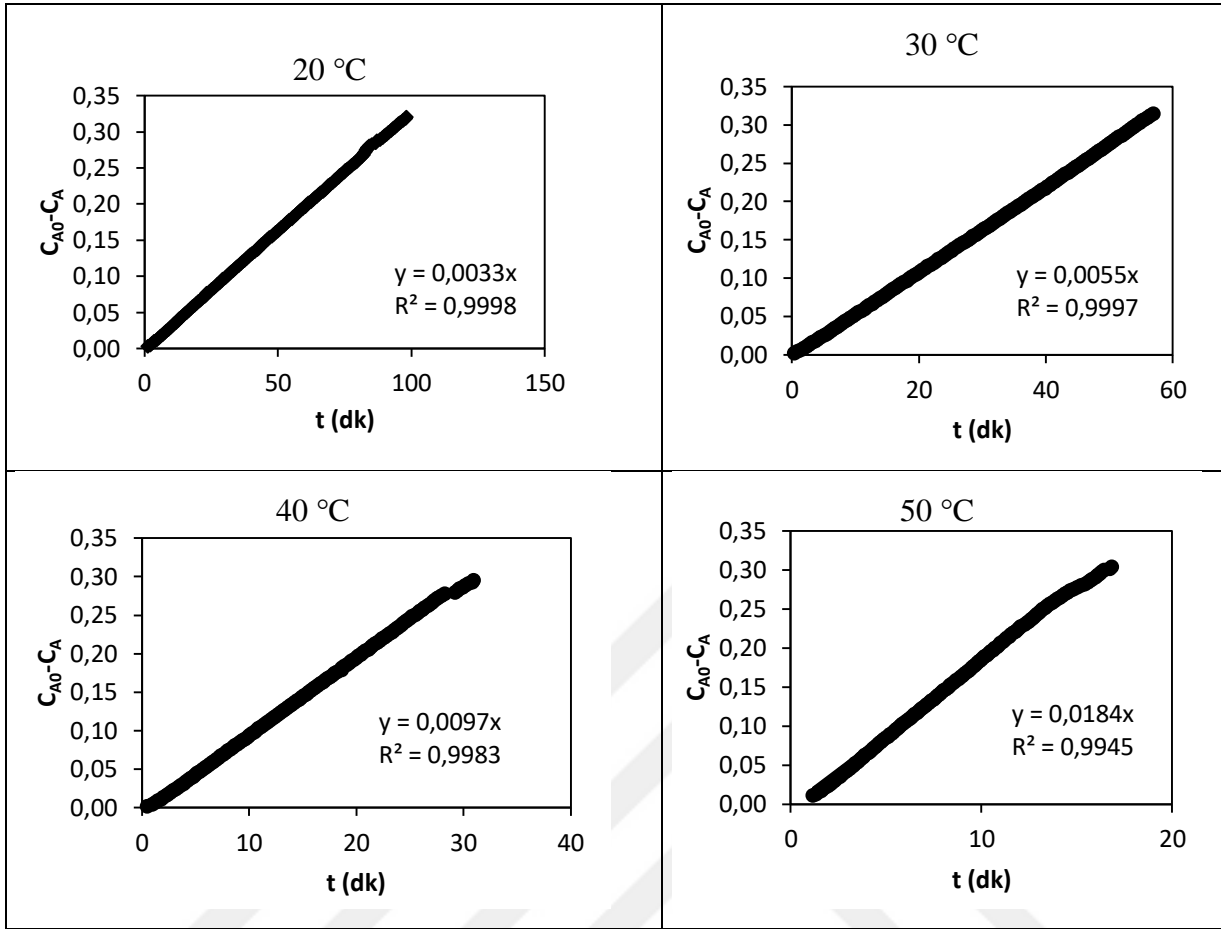 20 °C
0,35
0,30
0,25
0,20
0,15
0,10
0,05
0,00
C_A0-C_A
y = 0,0033x
R² = 0,9998
0 50 100 150
t (dk)
30 °C
0,35
0,30
0,25
0,20
0,15
0,10
0,05
0,00
C_A0-C_A
y = 0,0055x
R² = 0,9997
0 20 40 60
t (dk)
40 °C
0,35
0,30
0,25
0,20
0,15
0,10
0,05
0,00
C_A0-C_A
y = 0,0097x
R² = 0,9983
0 10 20 30 40
t (dk)
50 °C
0,35
0,30
0,25
0,20
0,15
0,10
0,05
0,00
C_A0-C_A
y = 0,0184x
R² = 0,9945
0 10 20
t (dk)